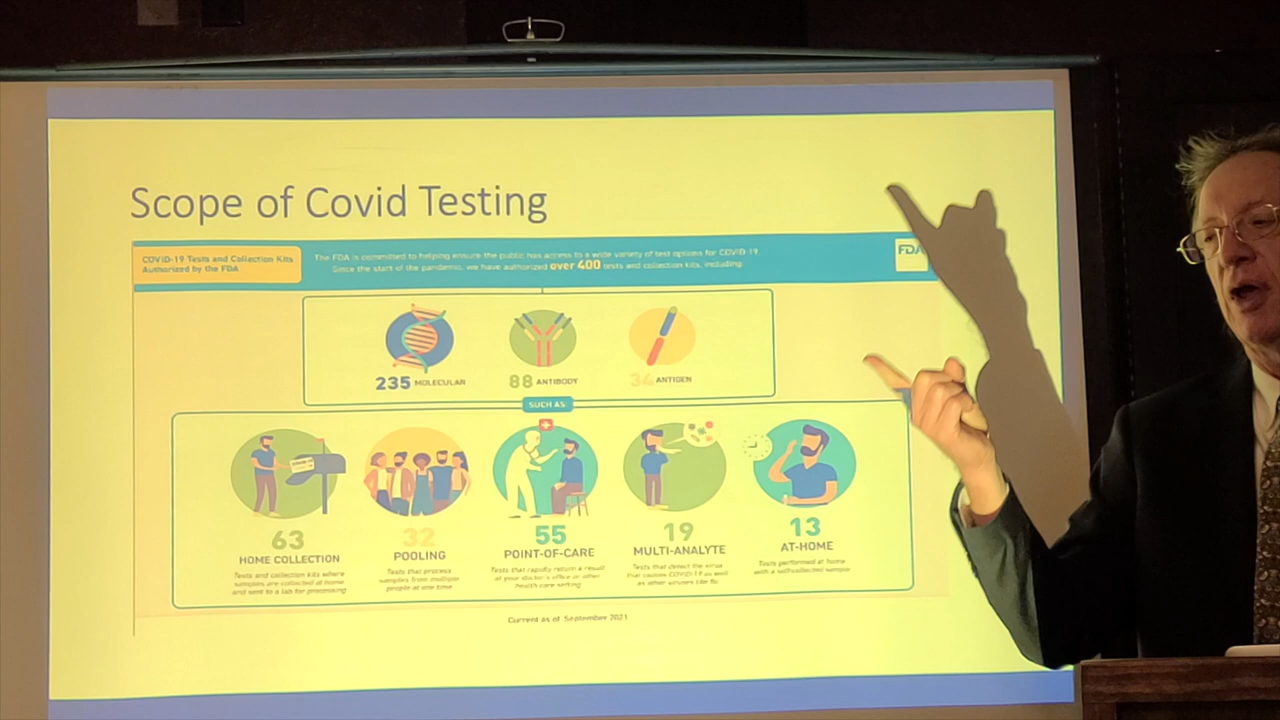 Scope of Covid Testing
COVID-19 Tests and Collection Kits
Authorized by the FDA
The FDA is committed to helping ensure the public has access to a wide variety of test options for COVID-19.
Since the start of the pandemic, we have authorized over 400 tests and collection kits, including:
FDA
235 MOLECULAR
88 ANTIBODY
34 ANTIGEN
SUCH AS:
63
HOME COLLECTION
Tests and collection kits where
samples are collected at home
and sent to a lab for processing
32
POOLING
Tests that process
samples from multiple
people at one time
55
POINT-OF-CARE
Tests that rapidly return a result
at your doctor's office or other
health care setting
19
MULTI-ANALYTE
Tests that detect the virus
that causes COVID-19 as well
as other viruses like flu
13
AT-HOME
Tests performed at home
with a self-collected sample
Current as of September 2021